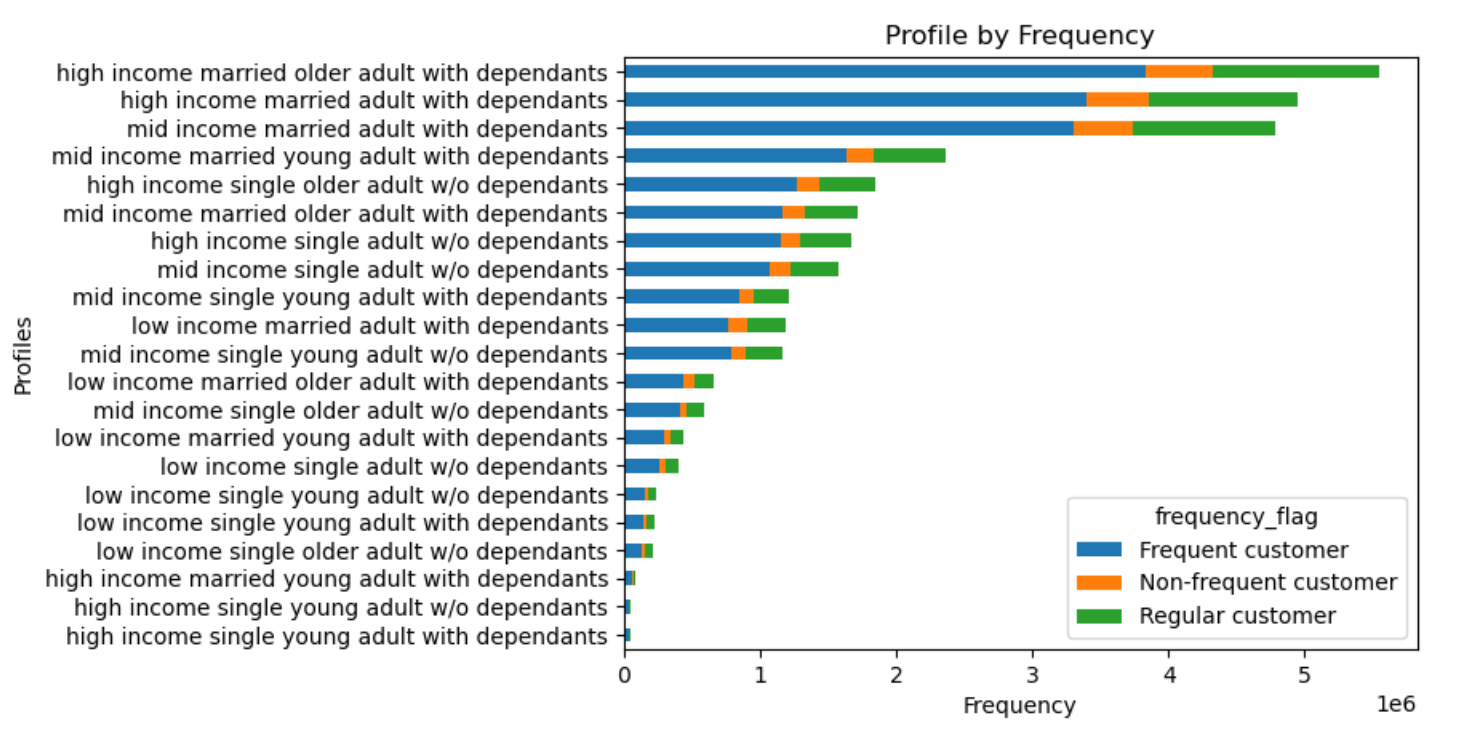 Profile by Frequency
high income married older adult with dependants
high income married adult with dependants
mid income married adult with dependants
mid income married young adult with dependants
high income single older adult w/o dependants
mid income married older adult with dependants
high income single adult w/o dependants
mid income single adult w/o dependants
mid income single young adult with dependants
low income married adult with dependants
mid income single young adult w/o dependants
low income married older adult with dependants
mid income single older adult w/o dependants
low income married young adult with dependants
low income single adult w/o dependants
low income single young adult w/o dependants
low income single young adult with dependants
low income single older adult w/o dependants
high income married young adult with dependants
high income single young adult w/o dependants
high income single young adult with dependants
Profiles
frequency_flag
Frequent customer
Non-frequent customer
Regular customer
0 1 2 3 4 5
1e6
Frequency